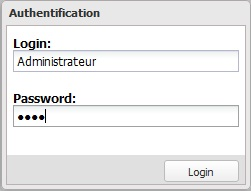 Authentification
Login:
Administrateur
Password:
●●●●
Login